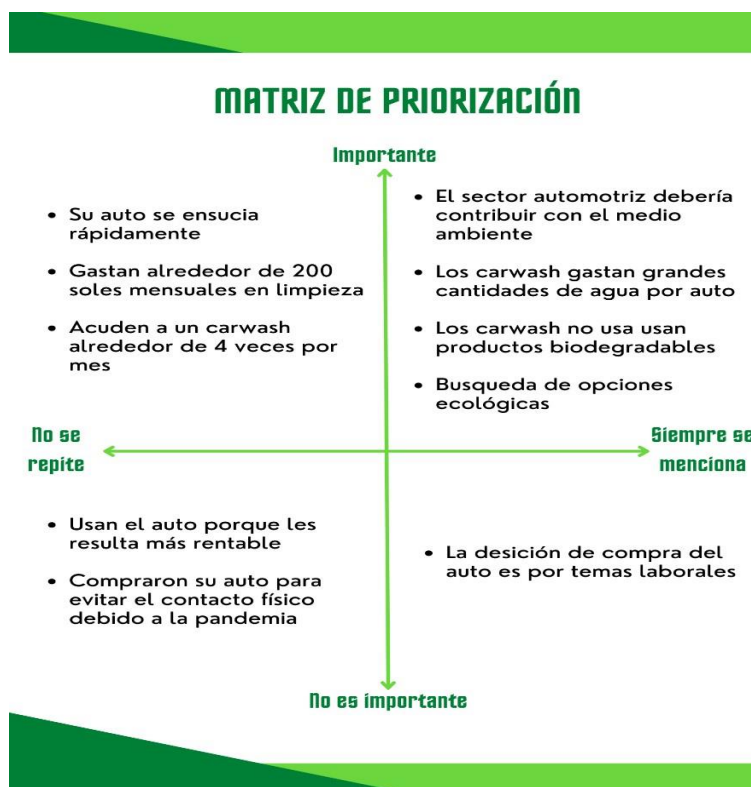 MATRIZ DE PRIORIZACIÓN
Importante
• Su auto se ensucia
rápidamente
• Gastan alrededor de 200
soles mensuales en limpieza
• Acuden a un carwash
alrededor de 4 veces por
mes
• El sector automotriz debería
contribuir con el medio
ambiente
• Los carwash gastan grandes
cantidades de agua por auto
• Los carwash no usa usan
productos biodegradables
• Busqueda de opciones
ecológicas
No se
repite
Siempre se
menciona
• Usan el auto porque les
resulta más rentable
• Compraron su auto para
evitar el contacto físico
debido a la pandemia
• La desición de compra del
auto es por temas laborales
No es importante